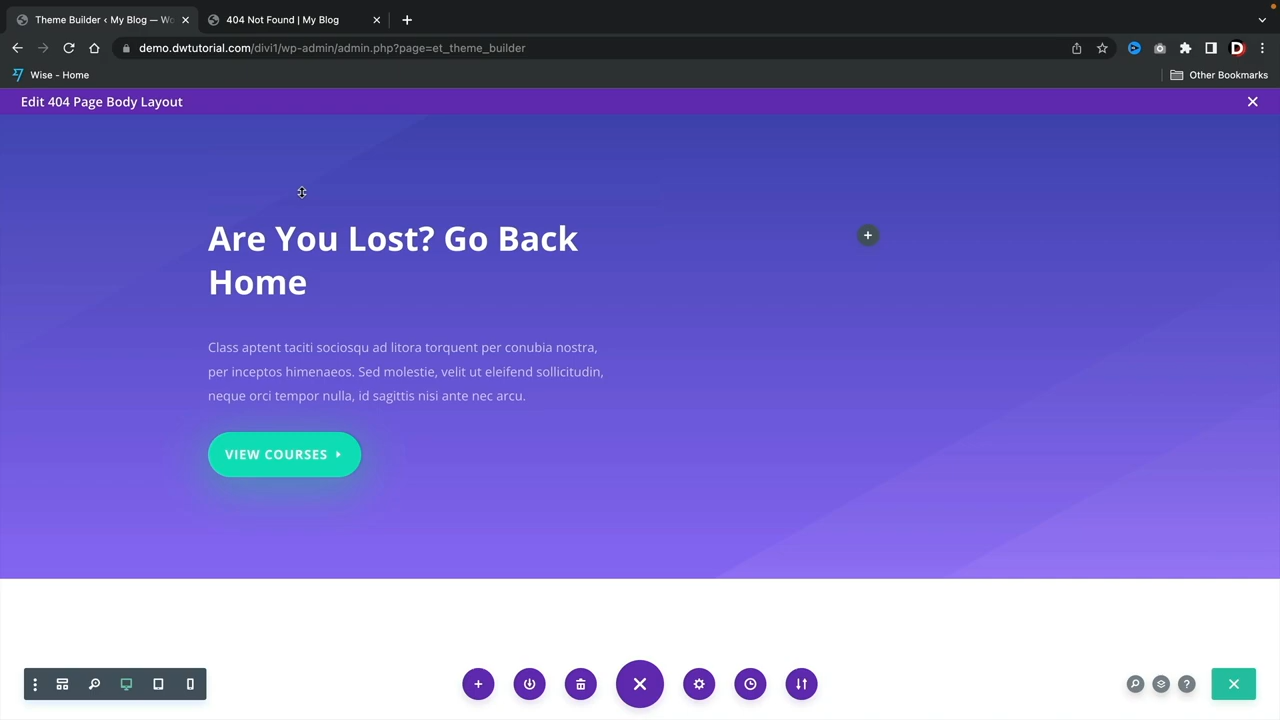 Theme Builder ‹ My Blog — Wo
404 Not Found | My Blog
demo.dwtutorial.com/divi1/wp-admin/admin.php?page=et_theme_builder
D
Wise - Home
Other Bookmarks
Edit 404 Page Body Layout
Are You Lost? Go Back
Home
Class aptent taciti sociosqu ad litora torquent per conubia nostra,
per inceptos himenaeos. Sed molestie, velit ut eleifend sollicitudin,
neque orci tempor nulla, id sagittis nisi ante nec arcu.
VIEW COURSES